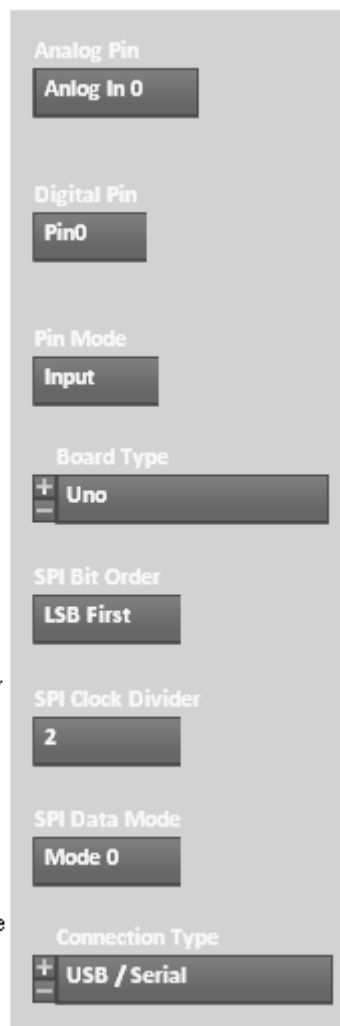 Analog Pin
Anlog In 0
Digital Pin
Pin0
Pin Mode
Input
Board Type
+
Uno
−
SPI Bit Order
LSB First
SPI Clock Divider
2
SPI Data Mode
Mode 0
Connection Type
+
USB / Serial
−